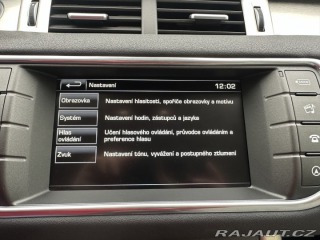 Nastavení 12:02
Obrazovka Nastavení hlasitosti, spořiče obrazovky a motivu
Systém Nastavení hodin, zástupců a jazyka
Hlas ovládání Učení hlasového ovládání, průvodce ovládáním a
preference hlasu
Zvuk Nastavení tónu, vyvážení a postupného ztlumení
RAJAUT.CZ